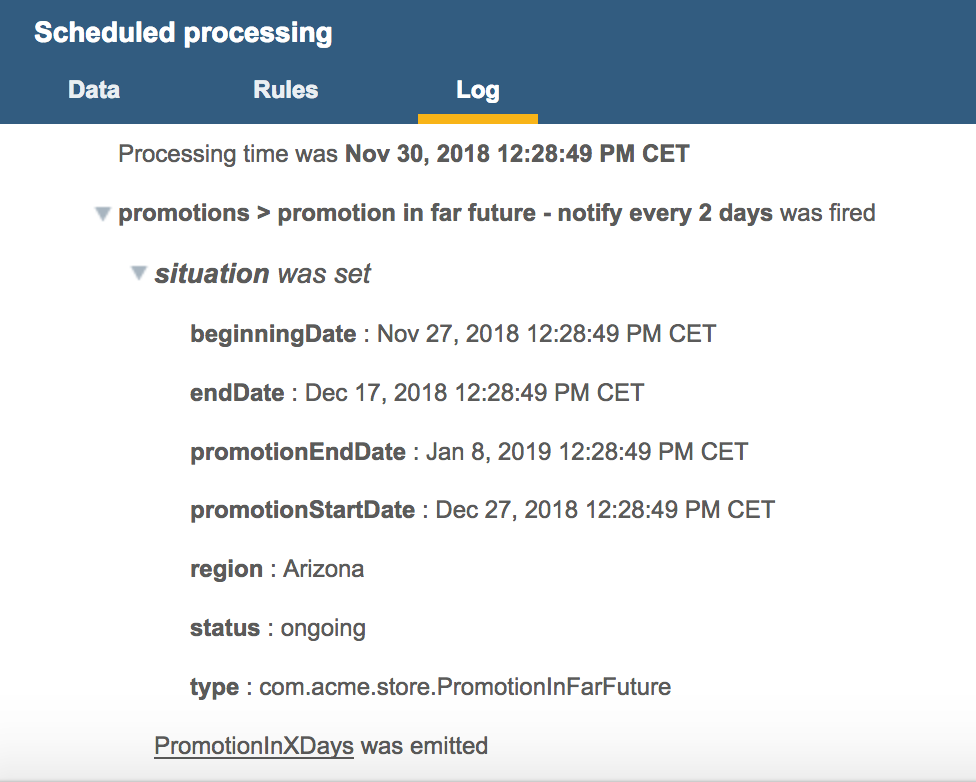 Scheduled processing
Data Rules Log
Processing time was Nov 30, 2018 12:28:49 PM CET
promotions > promotion in far future - notify every 2 days was fired
situation was set
beginningDate : Nov 27, 2018 12:28:49 PM CET
endDate : Dec 17, 2018 12:28:49 PM CET
promotionEndDate : Jan 8, 2019 12:28:49 PM CET
promotionStartDate : Dec 27, 2018 12:28:49 PM CET
region : Arizona
status : ongoing
type : com.acme.store.PromotionInFarFuture
PromotionInXDays was emitted